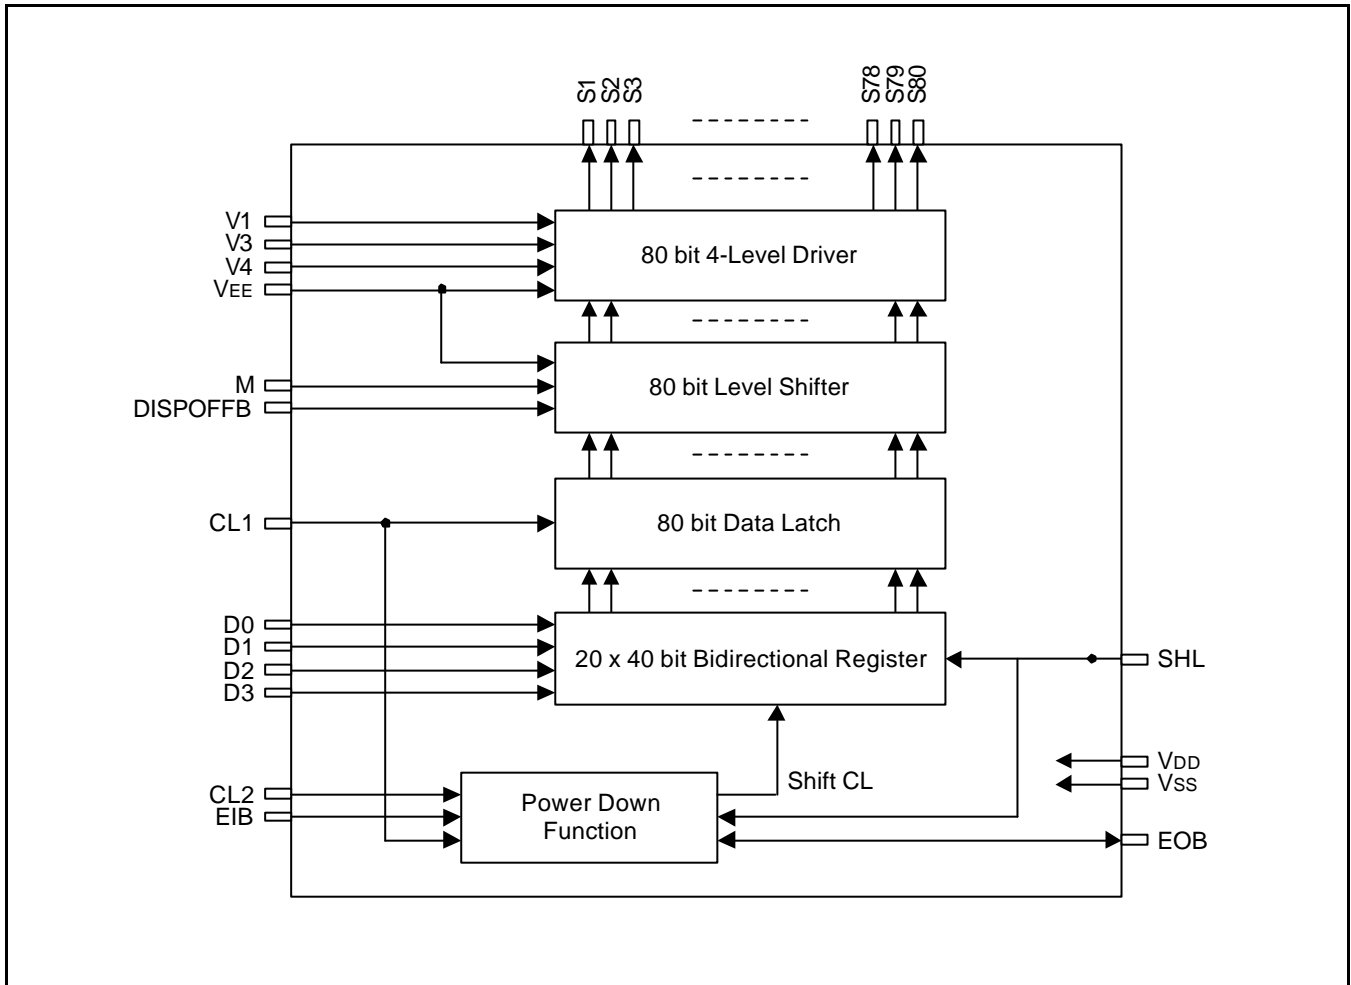 S1
S2
S3
S78
S79
S80
V1
V3
V4
VEE
80 bit 4-Level Driver
M
DISPOFFB
80 bit Level Shifter
CL1
80 bit Data Latch
D0
D1
D2
D3
20 x 40 bit Bidirectional Register
SHL
VDD
VSS
Shift CL
CL2
EIB
Power Down
Function
EOB